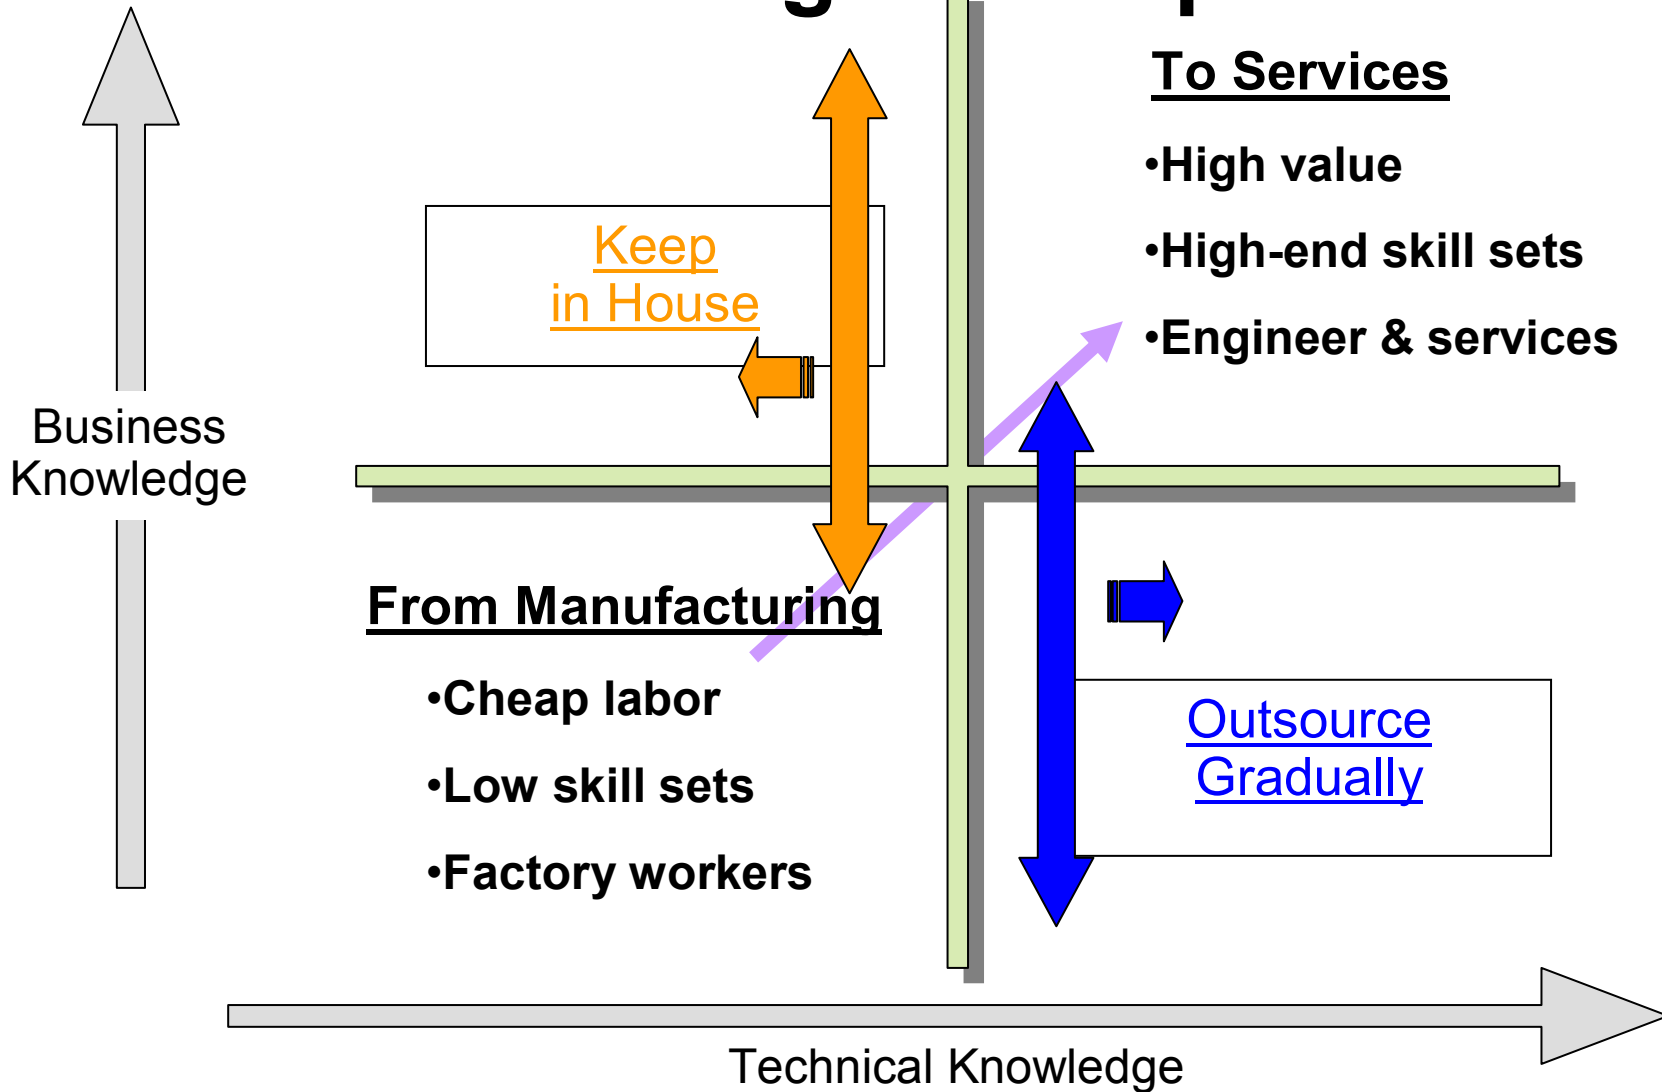 To Services
•High value
•High-end skill sets
•Engineer & services
Keep
in House
Business
Knowledge
From Manufacturing
•Cheap labor
•Low skill sets
•Factory workers
Outsource
Gradually
Technical Knowledge